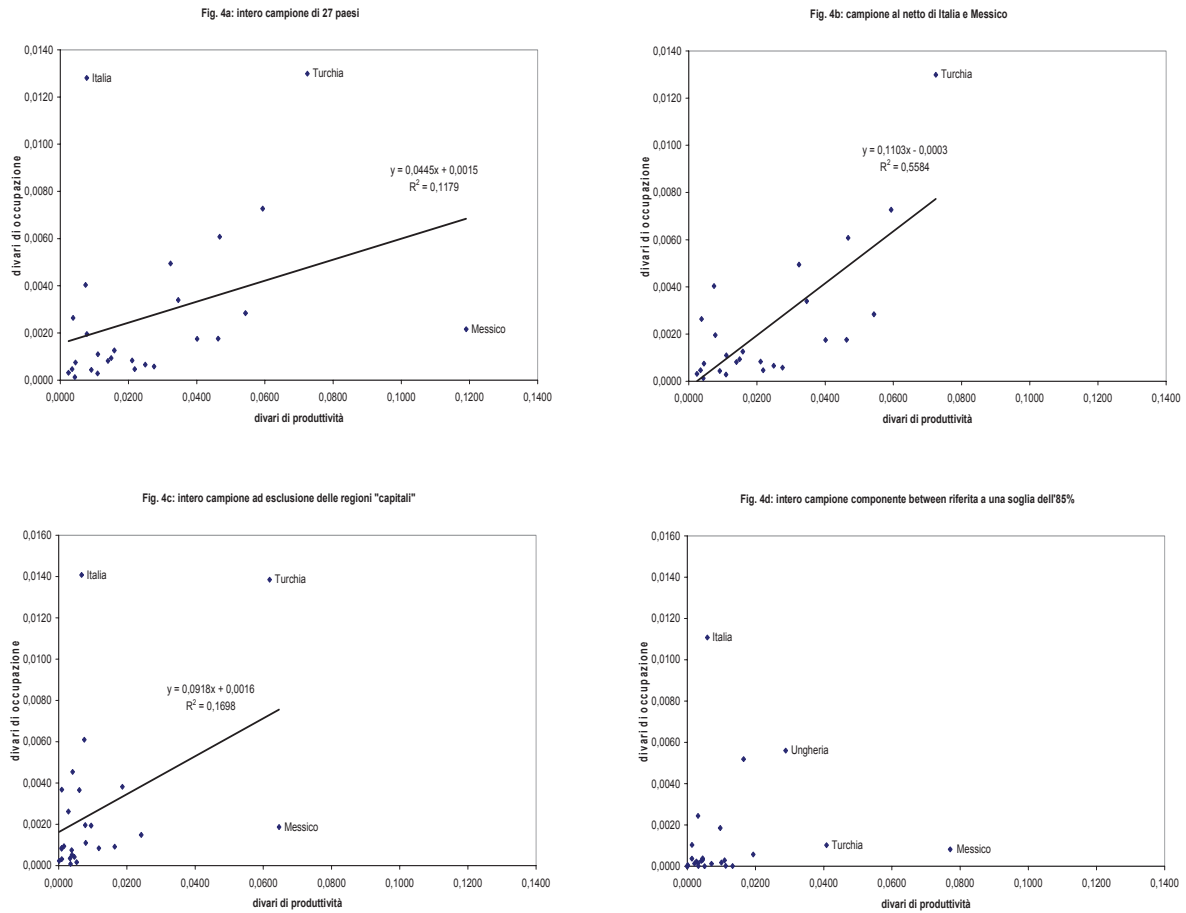 Fig. 4a: intero campione di 27 paesi
0,0140
0,0120
0,0100
0,0080
0,0060
0,0040
0,0020
0,0000
divari di occupazione
Italia
Turchia
y = 0,0445x + 0,0015
R² = 0,1179
Messico
0,0000 0,0200 0,0400 0,0600 0,0800 0,1000 0,1200 0,1400
divari di produttività
Fig. 4b: campione al netto di Italia e Messico
0,0140
0,0120
0,0100
0,0080
0,0060
0,0040
0,0020
0,0000
divari di occupazione
Turchia
y = 0,1103x - 0,0003
R² = 0,5584
0,0000 0,0200 0,0400 0,0600 0,0800 0,1000 0,1200 0,1400
divari di produttività
Fig. 4c: intero campione ad esclusione delle regioni "capitali"
0,0160
0,0140
0,0120
0,0100
0,0080
0,0060
0,0040
0,0020
0,0000
divari di occupazione
Italia
Turchia
y = 0,0918x + 0,0016
R² = 0,1698
Messico
0,0000 0,0200 0,0400 0,0600 0,0800 0,1000 0,1200 0,1400
divari di produttività
Fig. 4d: intero campione componente between riferita a una soglia dell'85%
0,0160
0,0140
0,0120
0,0100
0,0080
0,0060
0,0040
0,0020
0,0000
divari di occupazione
Italia
Ungheria
Turchia
Messico
0,0000 0,0200 0,0400 0,0600 0,0800 0,1000 0,1200 0,1400
divari di produttività